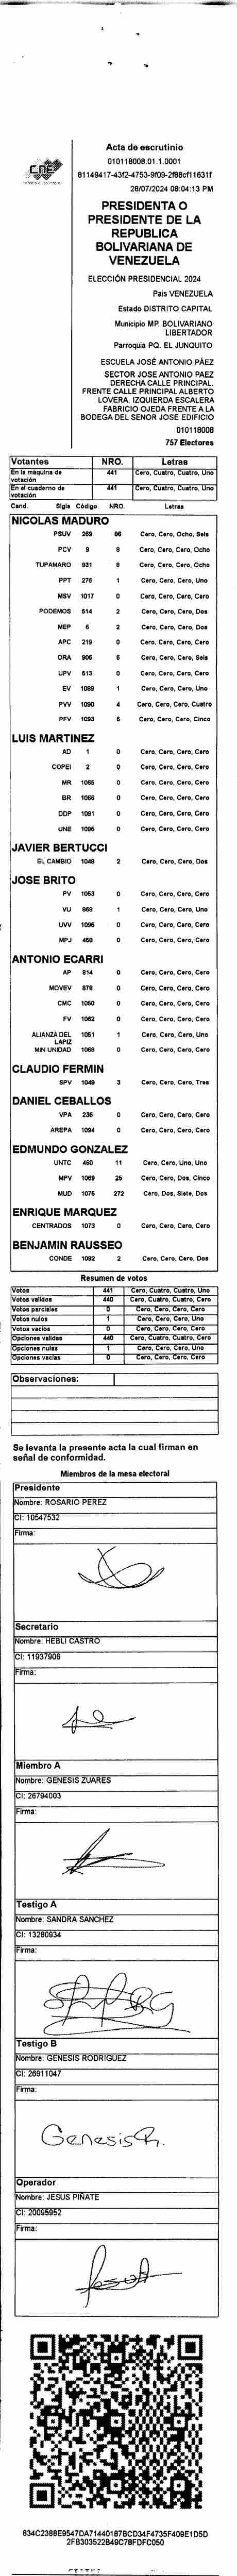 CNE
Acta de escrutinio
010118008.01.1.0001
81149417-43f2-4753-9f09-2f88cf11631f
28/07/2024 08:04:13 PM
PRESIDENTA O
PRESIDENTE DE LA
REPUBLICA
BOLIVARIANA DE
VENEZUELA
ELECCIÓN PRESIDENCIAL 2024
Pais VENEZUELA
Estado DISTRITO CAPITAL
Municipio MP. BOLIVARIANO
LIBERTADOR
Parroquia PQ. EL JUNQUITO
ESCUELA JOSÉ ANTONIO PÁEZ
SECTOR JOSE ANTONIO PAEZ
DERECHA CALLE PRINCIPAL.
FRENTE CALLE PRINCIPAL ALBERTO
LOVERA. IZQUIERDA ESCALERA
FABRICIO OJEDA FRENTE A LA
BODEGA DEL SENOR JOSE EDIFICIO
010118008
757 Electores
Votantes NRO. Letras
En la máquina de votación 441 Cero, Cuatro, Cuatro, Uno
En el cuaderno de votación 441 Cero, Cuatro, Cuatro, Uno
Cand. Sigla Código NRO. Letras
NICOLAS MADURO
PSUV 269 86 Cero, Cero, Ocho, Seis
PCV 9 8 Cero, Cero, Cero, Ocho
TUPAMARO 931 8 Cero, Cero, Cero, Ocho
PPT 276 1 Cero, Cero, Cero, Uno
MSV 1017 0 Cero, Cero, Cero, Cero
PODEMOS 514 2 Cero, Cero, Cero, Dos
MEP 6 2 Cero, Cero, Cero, Dos
APC 219 0 Cero, Cero, Cero, Cero
ORA 906 6 Cero, Cero, Cero, Seis
UPV 513 0 Cero, Cero, Cero, Cero
EV 1089 1 Cero, Cero, Cero, Uno
PVV 1090 4 Cero, Cero, Cero, Cuatro
PFV 1093 5 Cero, Cero, Cero, Cinco
LUIS MARTINEZ
AD 1 0 Cero, Cero, Cero, Cero
COPEI 2 0 Cero, Cero, Cero, Cero
MR 1065 0 Cero, Cero, Cero, Cero
BR 1066 0 Cero, Cero, Cero, Cero
DDP 1091 0 Cero, Cero, Cero, Cero
UNE 1095 0 Cero, Cero, Cero, Cero
JAVIER BERTUCCI
EL CAMBIO 1048 2 Cero, Cero, Cero, Dos
JOSE BRITO
PV 1053 0 Cero, Cero, Cero, Cero
VU 868 1 Cero, Cero, Cero, Uno
UVV 1096 0 Cero, Cero, Cero, Cero
MPJ 458 0 Cero, Cero, Cero, Cero
ANTONIO ECARRI
AP 814 0 Cero, Cero, Cero, Cero
MOVEV 878 0 Cero, Cero, Cero, Cero
CMC 1050 0 Cero, Cero, Cero, Cero
FV 1062 0 Cero, Cero, Cero, Cero
ALIANZA DEL LAPIZ 1051 1 Cero, Cero, Cero, Uno
MIN UNIDAD 1068 0 Cero, Cero, Cero, Cero
CLAUDIO FERMIN
SPV 1049 3 Cero, Cero, Cero, Tres
DANIEL CEBALLOS
VPA 236 0 Cero, Cero, Cero, Cero
AREPA 1094 0 Cero, Cero, Cero, Cero
EDMUNDO GONZALEZ
UNTC 450 11 Cero, Cero, Uno, Uno
MPV 1069 25 Cero, Cero, Dos, Cinco
MUD 1075 272 Cero, Dos, Siete, Dos
ENRIQUE MARQUEZ
CENTRADOS 1073 0 Cero, Cero, Cero, Cero
BENJAMIN RAUSSEO
CONDE 1092 2 Cero, Cero, Cero, Dos
Resumen de votos
Votos 441 Cero, Cuatro, Cuatro, Uno
Votos validos 440 Cero, Cuatro, Cuatro, Cero
Votos parciales 0 Cero, Cero, Cero, Cero
Votos nulos 1 Cero, Cero, Cero, Uno
Votos vacios 0 Cero, Cero, Cero, Cero
Opciones validas 440 Cero, Cuatro, Cuatro, Cero
Opciones nulas 1 Cero, Cero, Cero, Uno
Opciones vacias 0 Cero, Cero, Cero, Cero
Observaciones:
Se levanta la presente acta la cual firman en
señal de conformidad.
Miembros de la mesa electoral
Presidente
Nombre: ROSARIO PEREZ
CI: 10547532
Firma:
Secretario
Nombre: HEBLI CASTRO
CI: 11937906
Firma:
Miembro A
Nombre: GENESIS ZUARES
CI: 26794003
Firma:
Testigo A
Nombre: SANDRA SANCHEZ
CI: 13280934
Firma:
Testigo B
Nombre: GENESIS RODRIGUEZ
CI: 26911047
Firma:
Genesis R.
Operador
Nombre: JESUS PIÑATE
CI: 20095952
Firma:
834C2388E9547DA71440187BCD34F4735F409E1D5D
2FB303522B49C78FDFC050